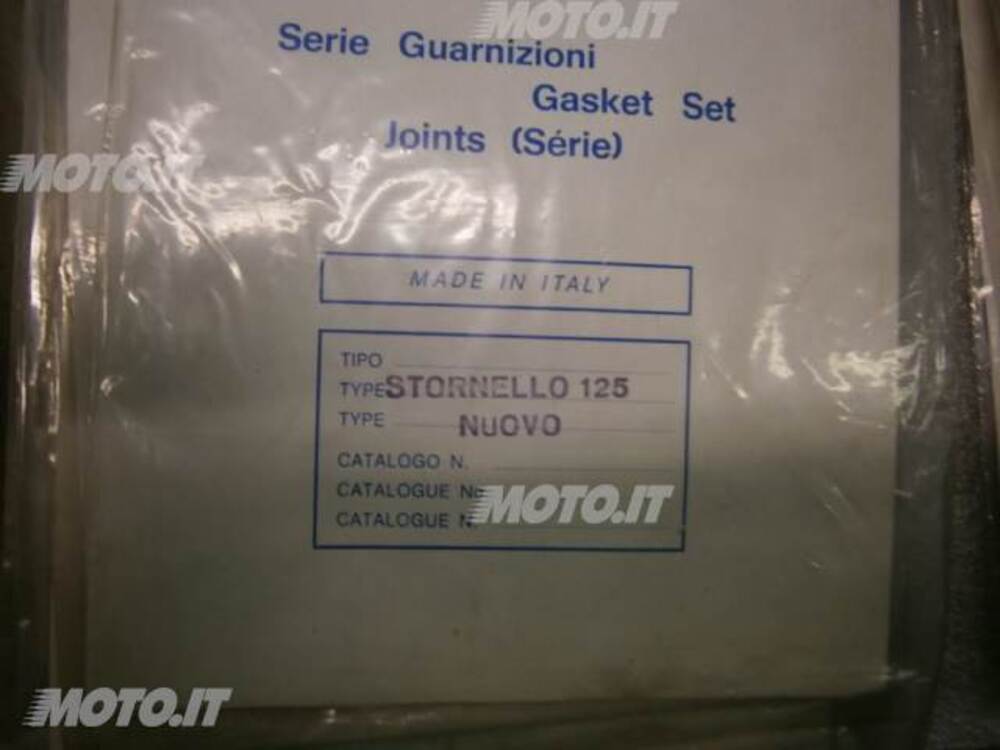 MOTO.IT
Serie Guarnizioni
Gasket Set
Joints (Série)
MOTO.IT
MADE IN ITALY
TIPO
TYPE STORNELLO 125
TYPE NUOVO
CATALOGO N.
CATALOGUE No
CATALOGUE N.
MOTO.IT
MOTO.IT